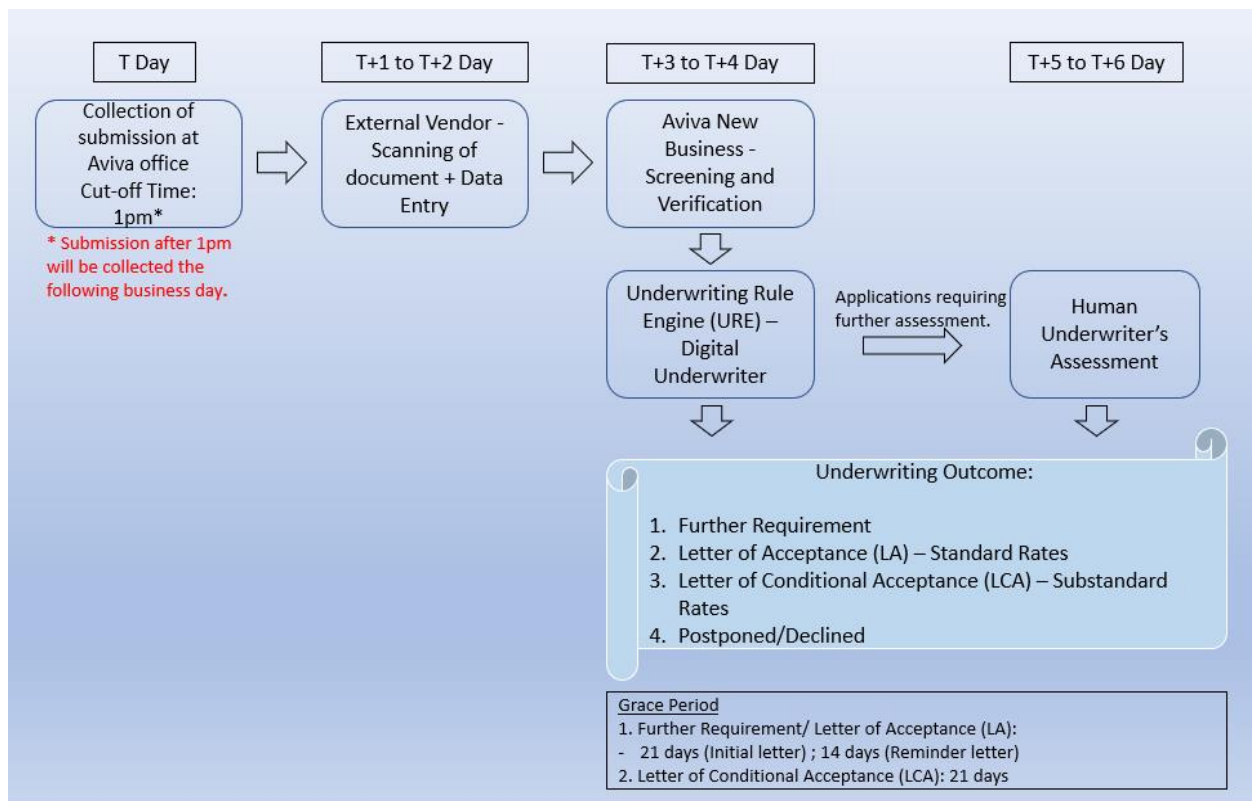 T Day
T+1 to T+2 Day
T+3 to T+4 Day
T+5 to T+6 Day
Collection of
submission at
Aviva office
Cut-off Time:
1pm*
* Submission after 1pm
will be collected the
following business day.
External Vendor -
Scanning of
document + Data
Entry
Aviva New
Business -
Screening and
Verification
Underwriting Rule
Engine (URE) –
Digital
Underwriter
Applications requiring
further assessment.
Human
Underwriter's
Assessment
Underwriting Outcome:
1. Further Requirement
2. Letter of Acceptance (LA) – Standard Rates
3. Letter of Conditional Acceptance (LCA) – Substandard
Rates
4. Postponed/Declined
Grace Period
1. Further Requirement/ Letter of Acceptance (LA):
- 21 days (Initial letter) ; 14 days (Reminder letter)
2. Letter of Conditional Acceptance (LCA): 21 days